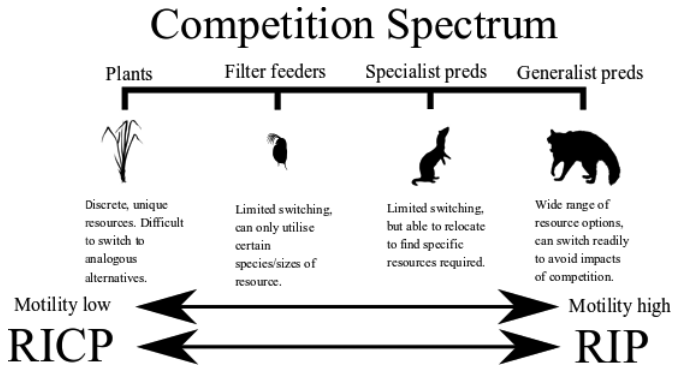 Competition Spectrum
Plants
Filter feeders
Specialist preds
Generalist preds
Discrete, unique
resources. Difficult
to switch to
analogous
alternatives.
Limited switching,
can only utilise
certain
species/sizes of
resource.
Limited switching,
but able to relocate
to find specific
resources required.
Wide range of
resource options,
can switch readily
to avoid impacts
of competition.
Motility low
Motility high
RICP
RIP